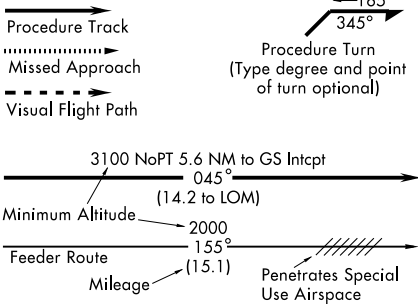 165°
345°
Procedure Track
Procedure Turn
(Type degree and point
of turn optional)
Missed Approach
Visual Flight Path
3100 NoPT 5.6 NM to GS Intcpt
045°
(14.2 to LOM)
Minimum Altitude
2000
155°
Feeder Route
(15.1)
Mileage
Penetrates Special
Use Airspace